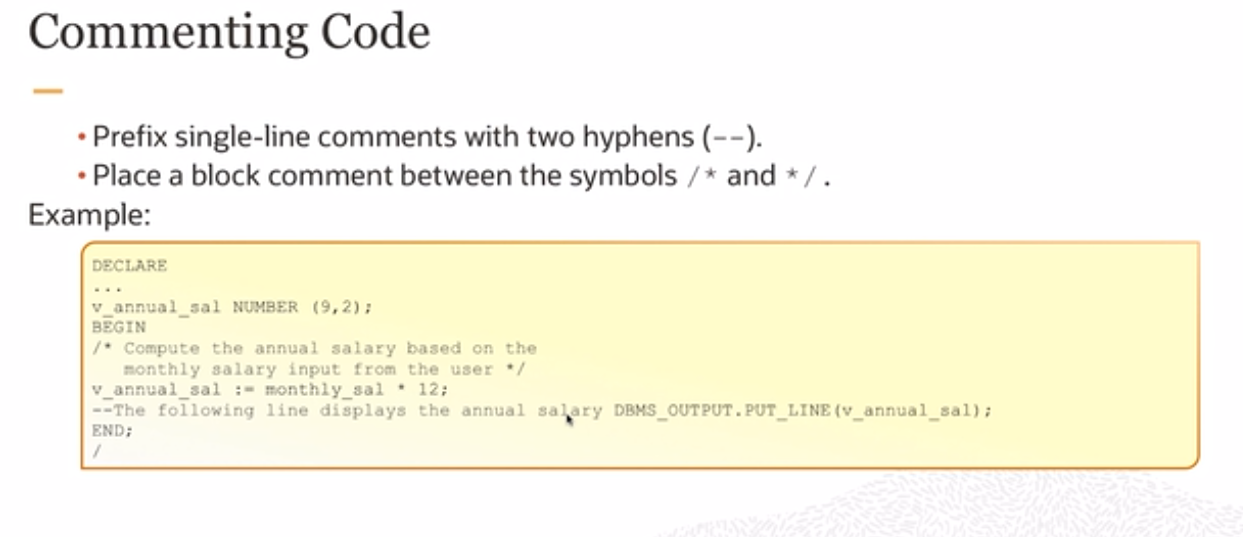 Commenting Code
• Prefix single-line comments with two hyphens (--).
• Place a block comment between the symbols /* and */ .
Example:
DECLARE
...
v_annual_sal NUMBER (9,2);
BEGIN
/* Compute the annual salary based on the
   monthly salary input from the user */
v_annual_sal := monthly_sal * 12;
--The following line displays the annual salary DBMS_OUTPUT.PUT_LINE(v_annual_sal);
END;
/